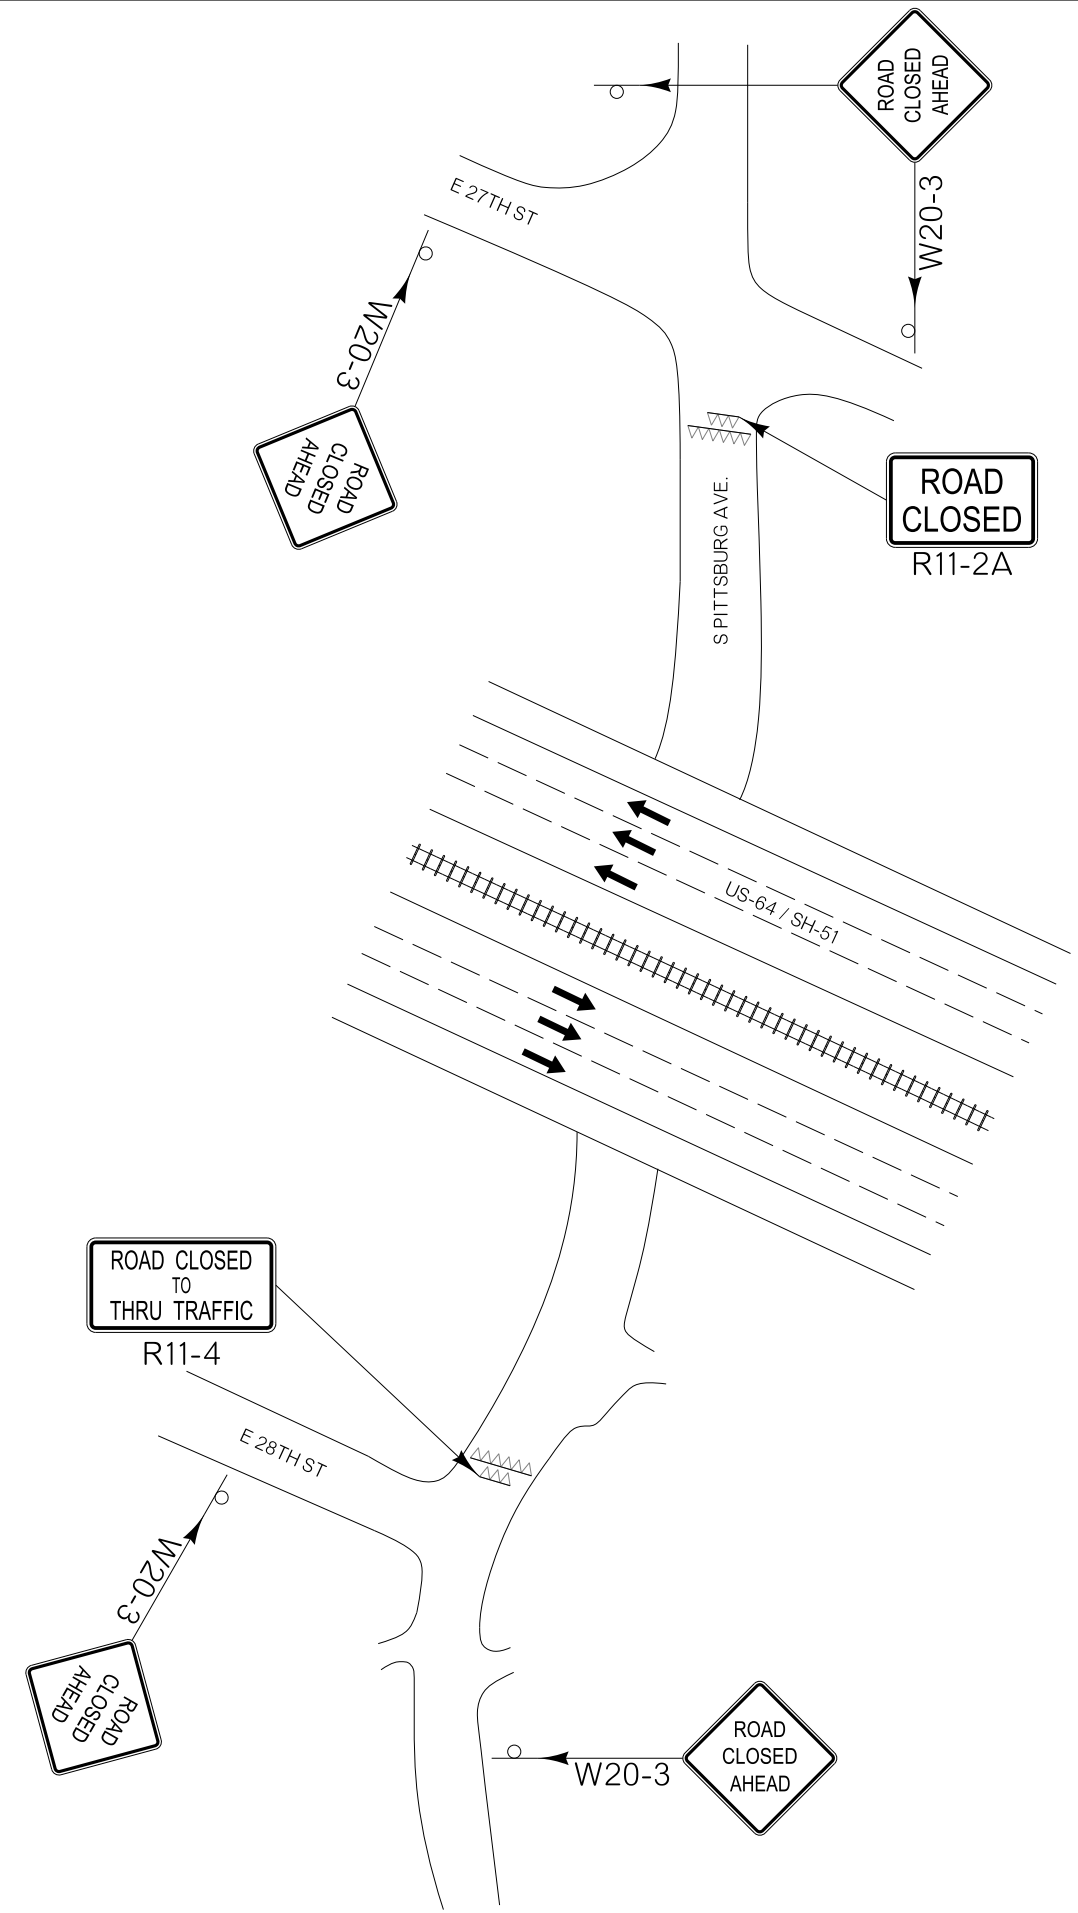 ROAD
CLOSED
AHEAD
W20-3
E 27TH ST
W20-3
ROAD
CLOSED
AHEAD
ROAD
CLOSED
R11-2A
S PITTSBURG AVE.
US-64 / SH-51
ROAD CLOSED
TO
THRU TRAFFIC
R11-4
E 28TH ST
W20-3
ROAD
CLOSED
AHEAD
ROAD
CLOSED
AHEAD
W20-3